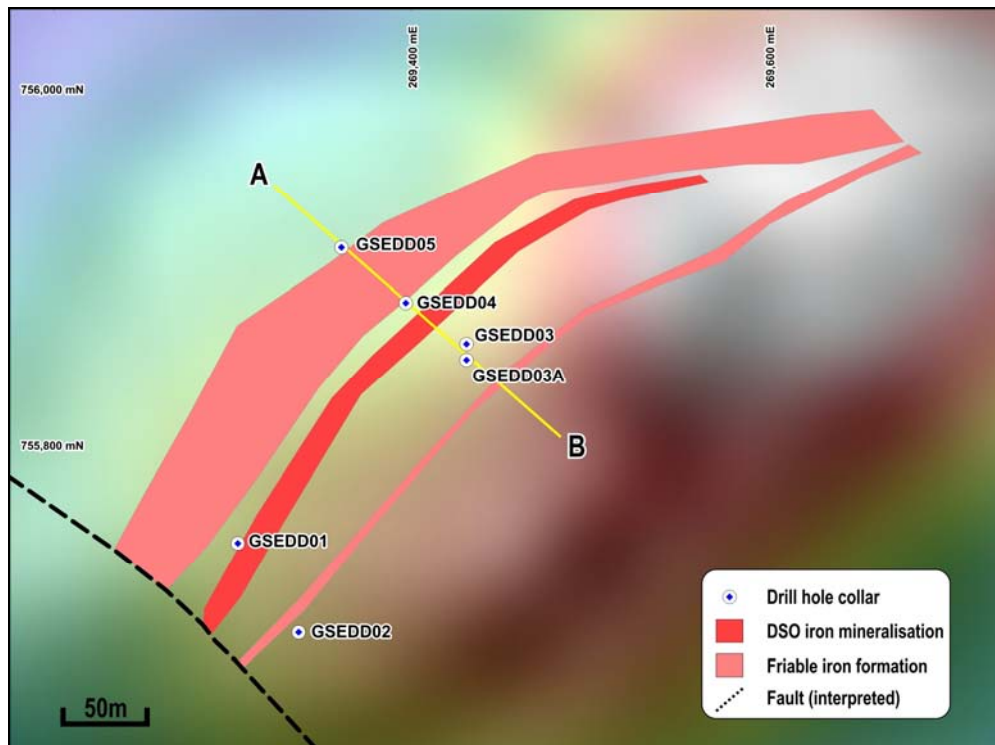 269,400 mE
269,600 mE
756,000 mN
A
GSEDD05
GSEDD04
GSEDD03
GSEDD03A
755,800 mN
B
GSEDD01
GSEDD02
Drill hole collar
DSO iron mineralisation
Friable iron formation
Fault (interpreted)
50m